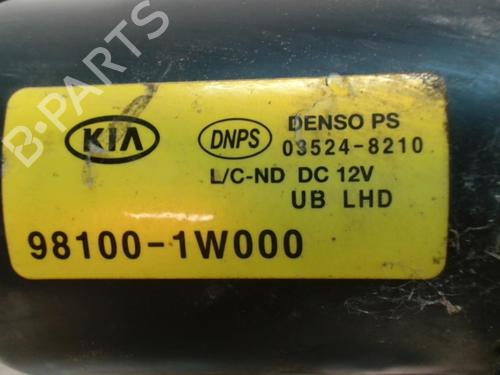 B-PARTS
KIA
DNPS
DENSO PS
03524-8210
L/C-ND DC 12V
UB LHD
98100-1W000